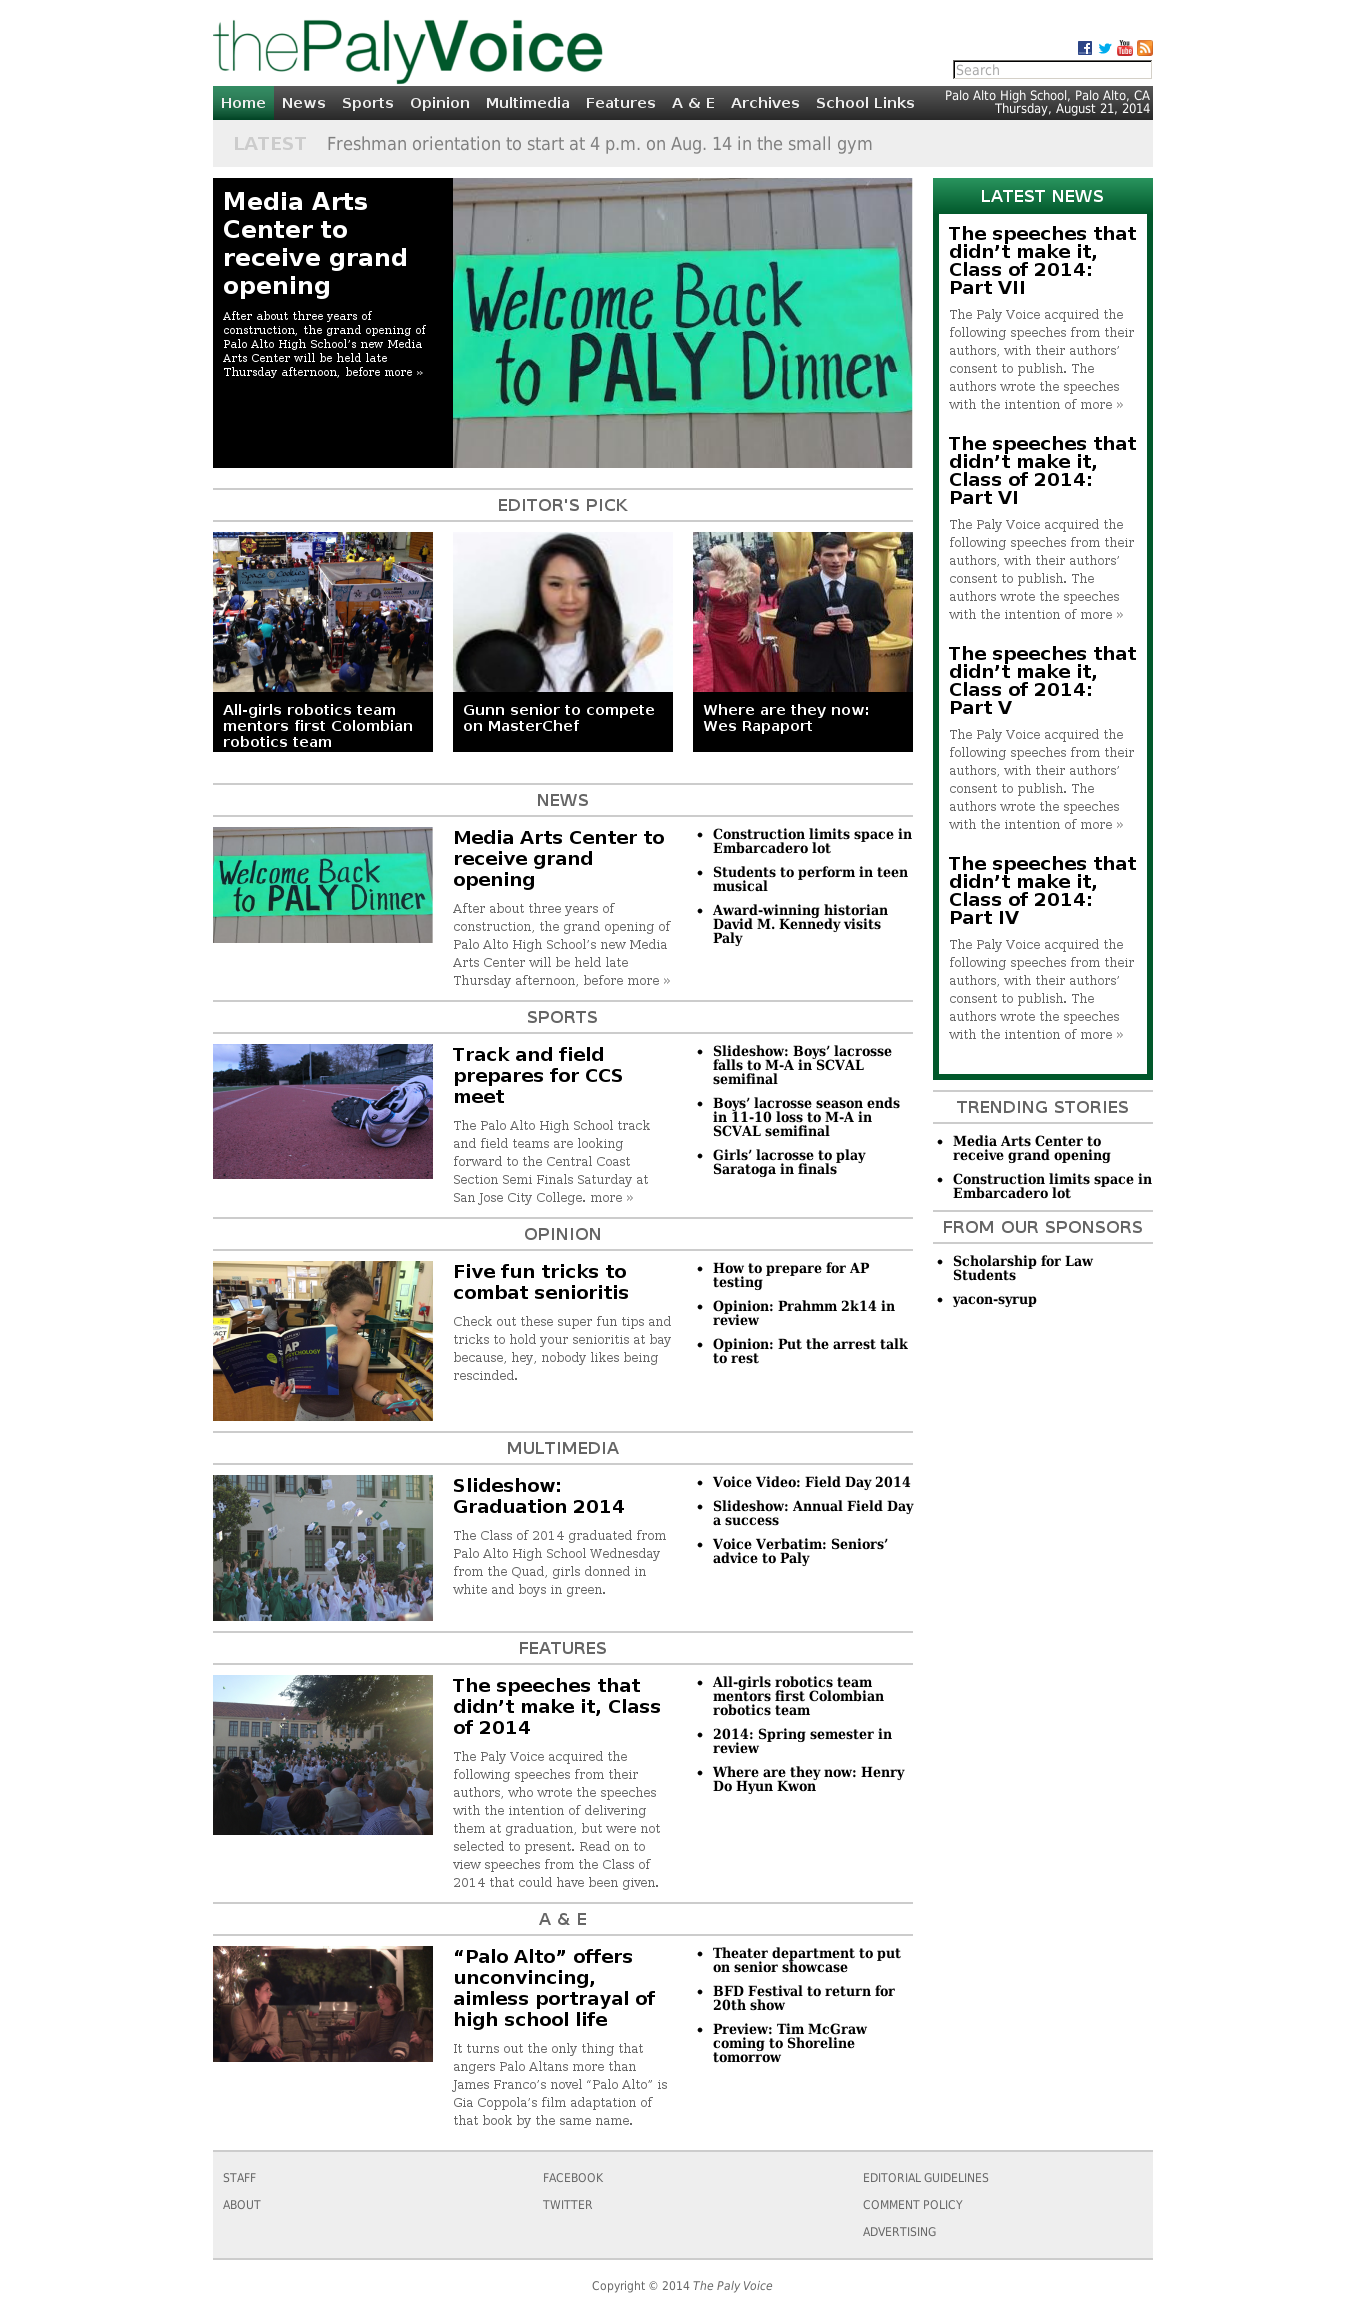 thePalyVoice
Search
Home News Sports Opinion Multimedia Features A & E Archives School Links
Palo Alto High School, Palo Alto, CA
Thursday, August 21, 2014
LATEST Freshman orientation to start at 4 p.m. on Aug. 14 in the small gym
Media Arts
Center to
receive grand
opening
After about three years of
construction, the grand opening of
Palo Alto High School’s new Media
Arts Center will be held late
Thursday afternoon, before more »
Welcome Back
to PALY Dinner
EDITOR'S PICK
Space Cookies
All-girls robotics team
mentors first Colombian
robotics team
Gunn senior to compete
on MasterChef
Where are they now:
Wes Rapaport
NEWS
Welcome Back
to PALY Dinner
Media Arts Center to
receive grand
opening
After about three years of
construction, the grand opening of
Palo Alto High School’s new Media
Arts Center will be held late
Thursday afternoon, before more »
• Construction limits space in
Embarcadero lot
• Students to perform in teen
musical
• Award-winning historian
David M. Kennedy visits
Paly
SPORTS
Track and field
prepares for CCS
meet
The Palo Alto High School track
and field teams are looking
forward to the Central Coast
Section Semi Finals Saturday at
San Jose City College. more »
• Slideshow: Boys’ lacrosse
falls to M-A in SCVAL
semifinal
• Boys’ lacrosse season ends
in 11-10 loss to M-A in
SCVAL semifinal
• Girls’ lacrosse to play
Saratoga in finals
OPINION
AP
PSYCHOLOGY
Five fun tricks to
combat senioritis
Check out these super fun tips and
tricks to hold your senioritis at bay
because, hey, nobody likes being
rescinded.
• How to prepare for AP
testing
• Opinion: Prahmm 2k14 in
review
• Opinion: Put the arrest talk
to rest
MULTIMEDIA
Slideshow:
Graduation 2014
The Class of 2014 graduated from
Palo Alto High School Wednesday
from the Quad, girls donned in
white and boys in green.
• Voice Video: Field Day 2014
• Slideshow: Annual Field Day
a success
• Voice Verbatim: Seniors’
advice to Paly
FEATURES
The speeches that
didn’t make it, Class
of 2014
The Paly Voice acquired the
following speeches from their
authors, who wrote the speeches
with the intention of delivering
them at graduation, but were not
selected to present. Read on to
view speeches from the Class of
2014 that could have been given.
• All-girls robotics team
mentors first Colombian
robotics team
• 2014: Spring semester in
review
• Where are they now: Henry
Do Hyun Kwon
A & E
“Palo Alto” offers
unconvincing,
aimless portrayal of
high school life
It turns out the only thing that
angers Palo Altans more than
James Franco’s novel “Palo Alto” is
Gia Coppola’s film adaptation of
that book by the same name.
• Theater department to put
on senior showcase
• BFD Festival to return for
20th show
• Preview: Tim McGraw
coming to Shoreline
tomorrow
LATEST NEWS
The speeches that
didn’t make it,
Class of 2014:
Part VII
The Paly Voice acquired the
following speeches from their
authors, with their authors’
consent to publish. The
authors wrote the speeches
with the intention of more »
The speeches that
didn’t make it,
Class of 2014:
Part VI
The Paly Voice acquired the
following speeches from their
authors, with their authors’
consent to publish. The
authors wrote the speeches
with the intention of more »
The speeches that
didn’t make it,
Class of 2014:
Part V
The Paly Voice acquired the
following speeches from their
authors, with their authors’
consent to publish. The
authors wrote the speeches
with the intention of more »
The speeches that
didn’t make it,
Class of 2014:
Part IV
The Paly Voice acquired the
following speeches from their
authors, with their authors’
consent to publish. The
authors wrote the speeches
with the intention of more »
TRENDING STORIES
• Media Arts Center to
receive grand opening
• Construction limits space in
Embarcadero lot
FROM OUR SPONSORS
• Scholarship for Law
Students
• yacon-syrup
STAFF
ABOUT
FACEBOOK
TWITTER
EDITORIAL GUIDELINES
COMMENT POLICY
ADVERTISING
Copyright © 2014 The Paly Voice